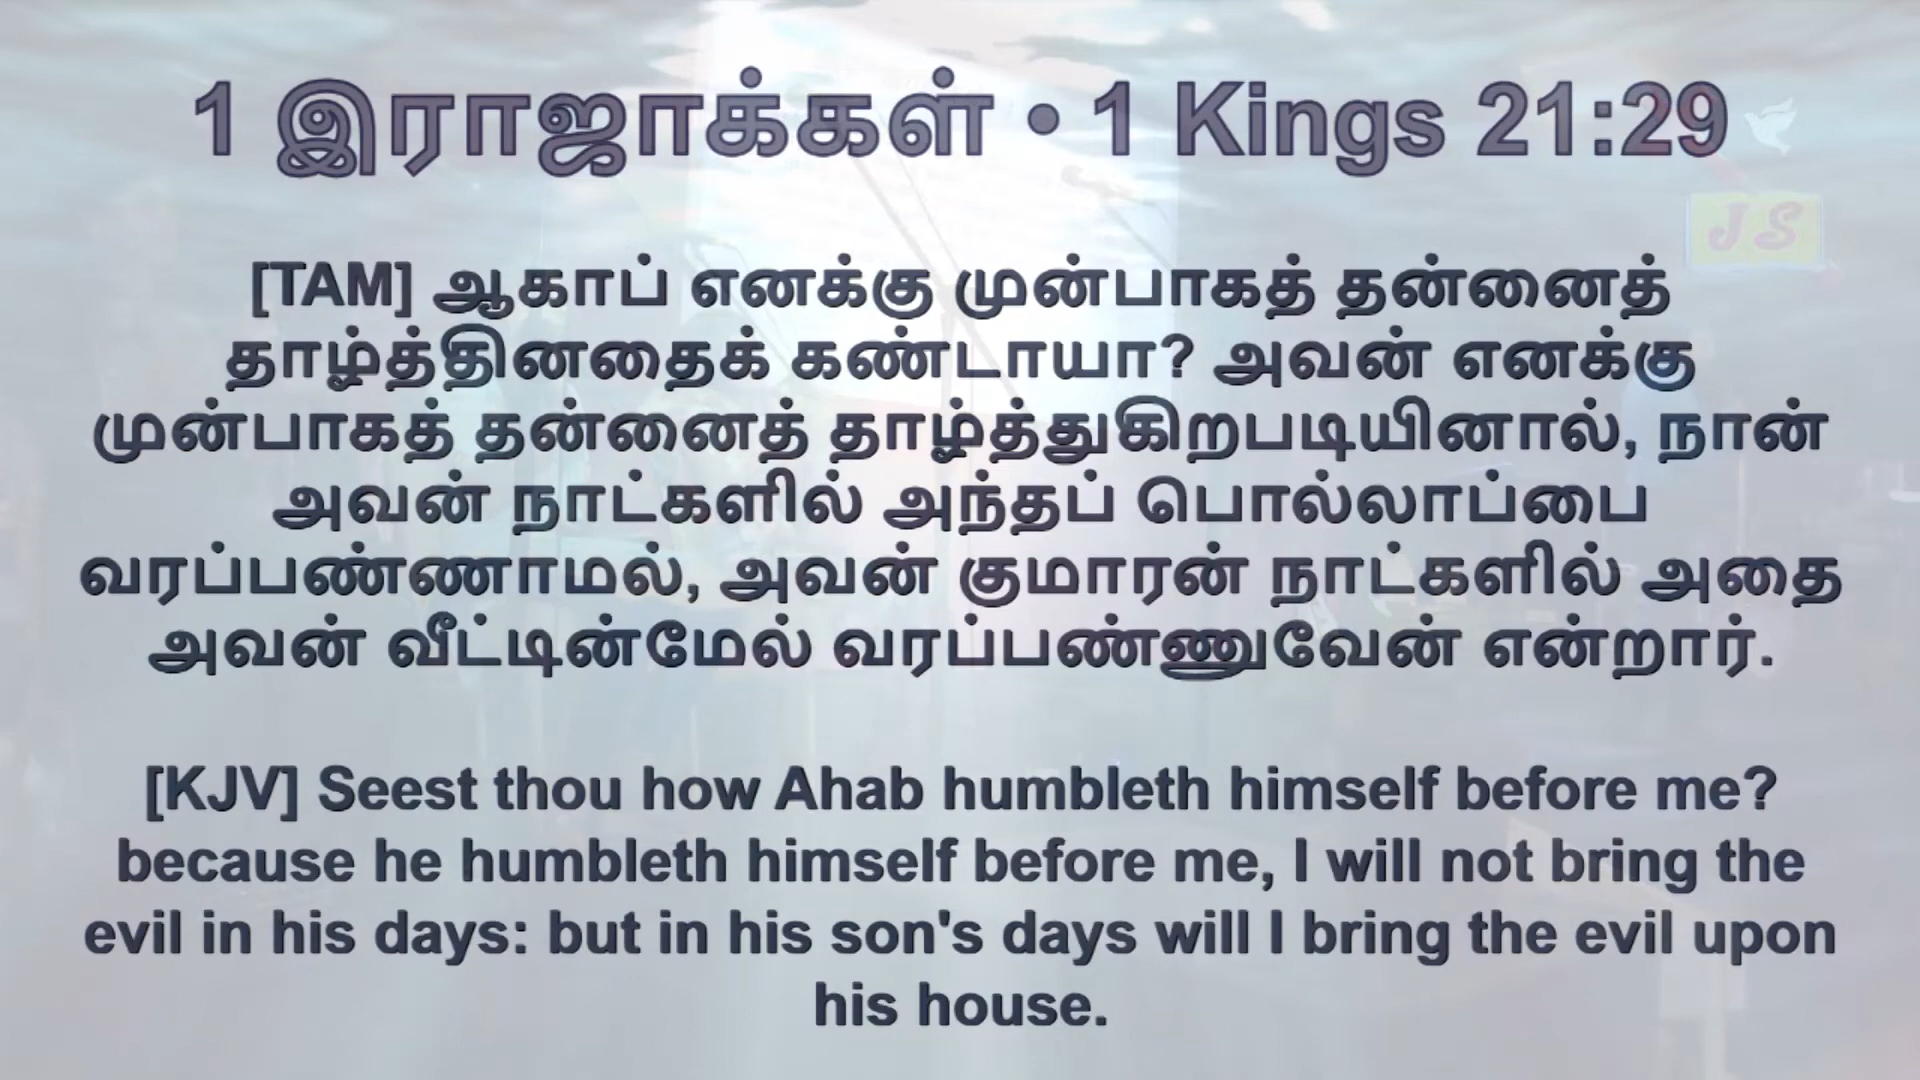 1 இராஜாக்கள் • 1 Kings 21:29
JS
[TAM] ஆகாப் எனக்கு முன்பாகத் தன்னைத்
தாழ்த்தினதைக் கண்டாயா? அவன் எனக்கு
முன்பாகத் தன்னைத் தாழ்த்துகிறபடியினால், நான்
அவன் நாட்களில் அந்தப் பொல்லாப்பை
வரப்பண்ணாமல், அவன் குமாரன் நாட்களில் அதை
அவன் வீட்டின்மேல் வரப்பண்ணுவேன் என்றார்.
[KJV] Seest thou how Ahab humbleth himself before me?
because he humbleth himself before me, I will not bring the
evil in his days: but in his son's days will I bring the evil upon
his house.